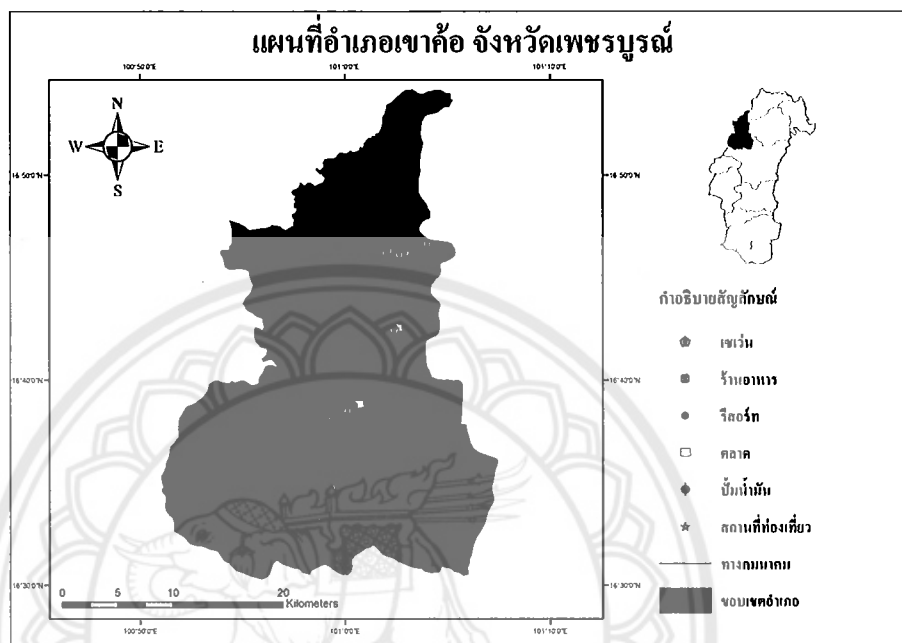 แผนที่อำเภอเขาค้อ จังหวัดเพชรบูรณ์
100°50'0"E 101°0'0"E 101°10'0"E
N
W E
S
16°50'0"N 16°50'0"N
คำอธิบายสัญลักษณ์
เซเว่น
ร้านอาหาร
16°40'0"N 16°40'0"N
รีสอร์ท
ตลาด
ปั้มน้ำมัน
สถานที่ท่องเที่ยว
ทางคมนาคม
16°30'0"N 16°30'0"N
ขอบเขตอำเภอ
0 5 10 20
Kilometers
100°50'0"E 101°0'0"E 101°10'0"E